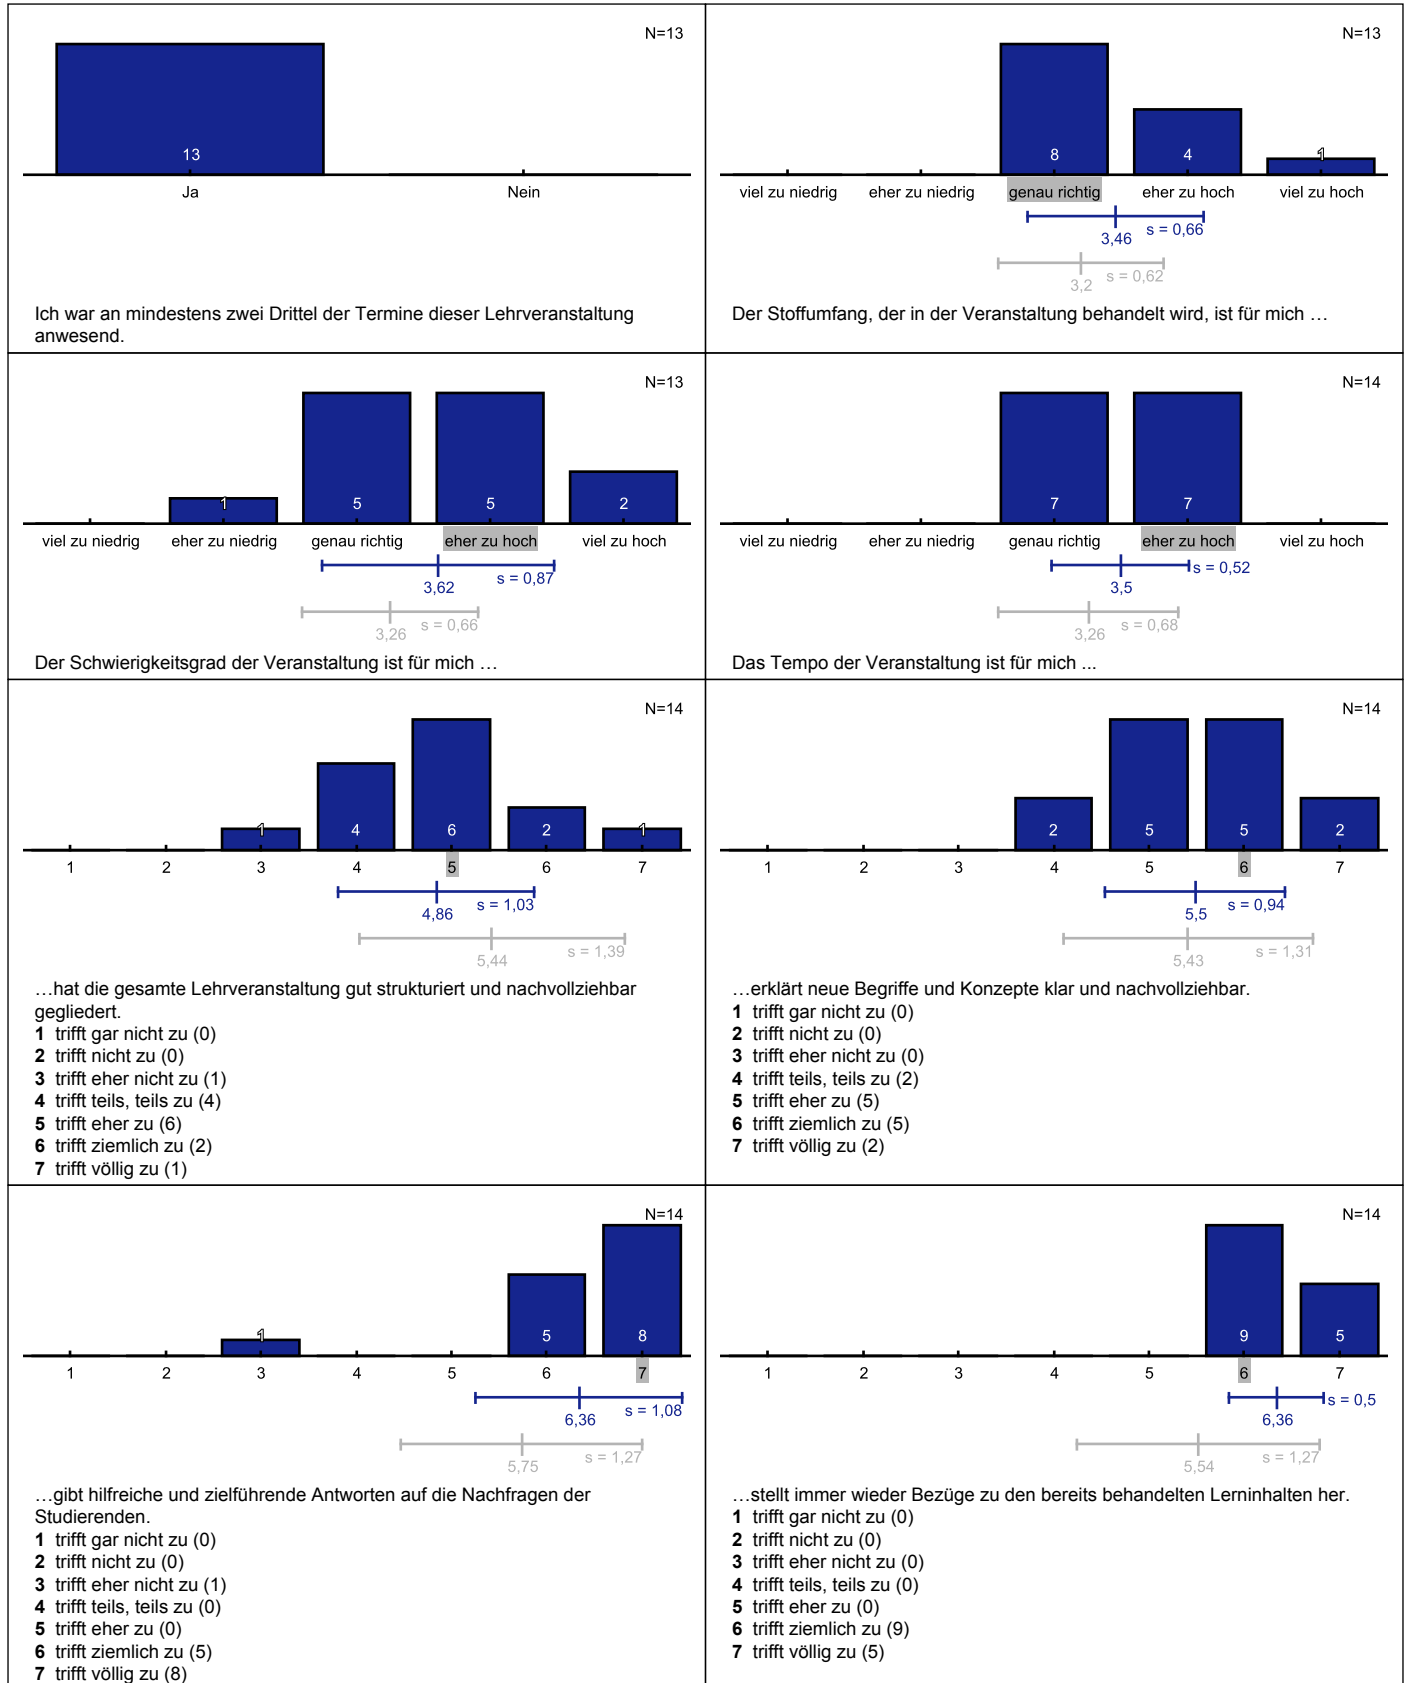 N=13
13
Ja Nein
Ich war an mindestens zwei Drittel der Termine dieser Lehrveranstaltung
anwesend.
N=13
8 4 1
viel zu niedrig eher zu niedrig genau richtig eher zu hoch viel zu hoch
3,46 s = 0,66
3,2 s = 0,62
Der Stoffumfang, der in der Veranstaltung behandelt wird, ist für mich …
N=13
1 5 5 2
viel zu niedrig eher zu niedrig genau richtig eher zu hoch viel zu hoch
3,62 s = 0,87
3,26 s = 0,66
Der Schwierigkeitsgrad der Veranstaltung ist für mich …
N=14
7 7
viel zu niedrig eher zu niedrig genau richtig eher zu hoch viel zu hoch
3,5 s = 0,52
3,26 s = 0,68
Das Tempo der Veranstaltung ist für mich ...
N=14
1 4 6 2 1
1 2 3 4 5 6 7
4,86 s = 1,03
5,44 s = 1,39
…hat die gesamte Lehrveranstaltung gut strukturiert und nachvollziehbar
gegliedert.
1 trifft gar nicht zu (0)
2 trifft nicht zu (0)
3 trifft eher nicht zu (1)
4 trifft teils, teils zu (4)
5 trifft eher zu (6)
6 trifft ziemlich zu (2)
7 trifft völlig zu (1)
N=14
2 5 5 2
1 2 3 4 5 6 7
5,5 s = 0,94
5,43 s = 1,31
…erklärt neue Begriffe und Konzepte klar und nachvollziehbar.
1 trifft gar nicht zu (0)
2 trifft nicht zu (0)
3 trifft eher nicht zu (0)
4 trifft teils, teils zu (2)
5 trifft eher zu (5)
6 trifft ziemlich zu (5)
7 trifft völlig zu (2)
N=14
1 5 8
1 2 3 4 5 6 7
6,36 s = 1,08
5,75 s = 1,27
…gibt hilfreiche und zielführende Antworten auf die Nachfragen der
Studierenden.
1 trifft gar nicht zu (0)
2 trifft nicht zu (0)
3 trifft eher nicht zu (1)
4 trifft teils, teils zu (0)
5 trifft eher zu (0)
6 trifft ziemlich zu (5)
7 trifft völlig zu (8)
N=14
9 5
1 2 3 4 5 6 7
6,36 s = 0,5
5,54 s = 1,27
…stellt immer wieder Bezüge zu den bereits behandelten Lerninhalten her.
1 trifft gar nicht zu (0)
2 trifft nicht zu (0)
3 trifft eher nicht zu (0)
4 trifft teils, teils zu (0)
5 trifft eher zu (0)
6 trifft ziemlich zu (9)
7 trifft völlig zu (5)